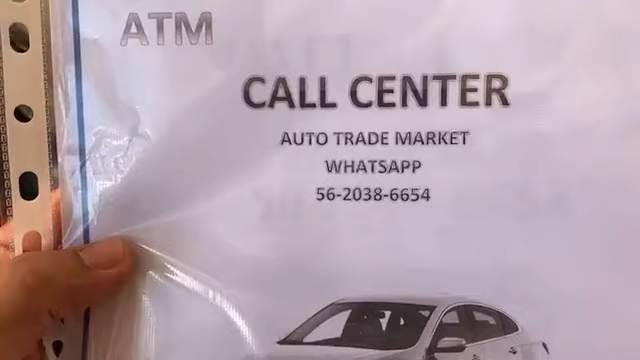 ATM
CALL CENTER
AUTO TRADE MARKET
WHATSAPP
56-2038-6654